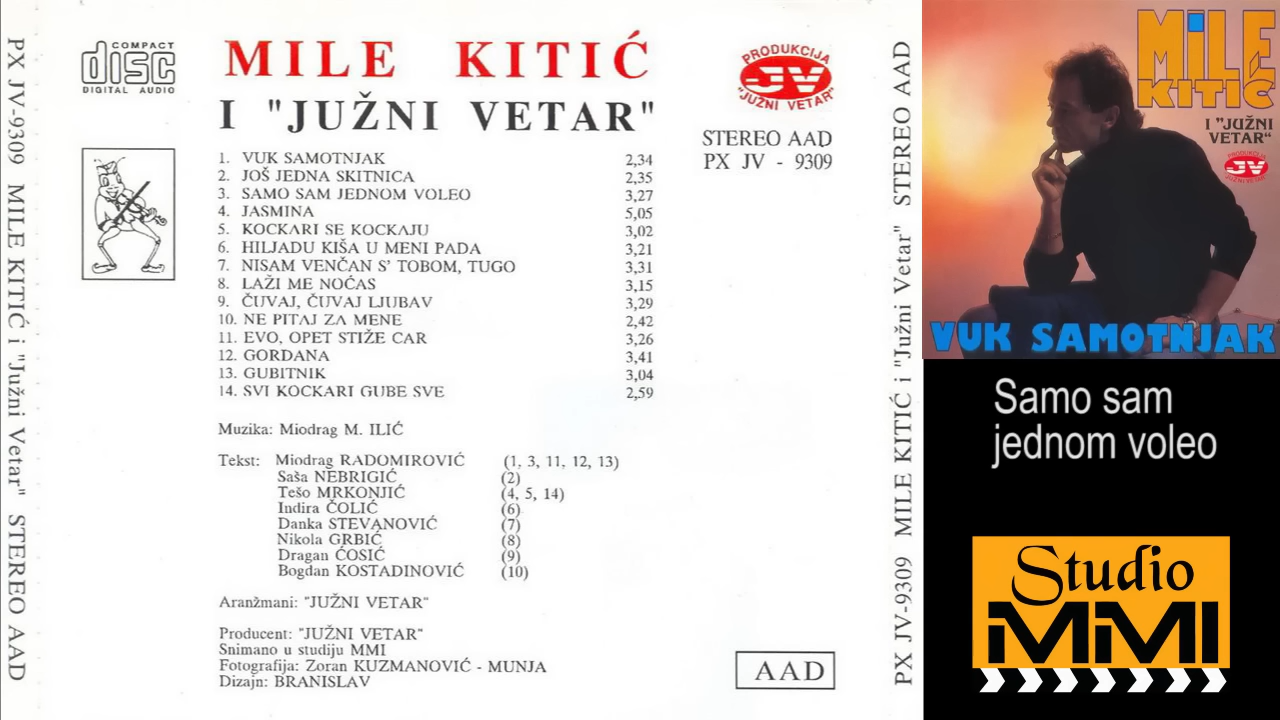 PX JV-9309 MILE KITIĆ i "Južni Vetar" STEREO AAD
COMPACT
disc
DIGITAL AUDIO
MILE KITIĆ
I "JUŽNI VETAR"
PRODUKCIJA
JV
"JUŽNI VETAR"
STEREO AAD
PX JV - 9309
1. VUK SAMOTNJAK 2,34
2. JOŠ JEDNA SKITNICA 2,35
3. SAMO SAM JEDNOM VOLEO 3,27
4. JASMINA 5,05
5. KOCKARI SE KOCKAJU 3,02
6. HILJADU KIŠA U MENI PADA 3,21
7. NISAM VENČAN S' TOBOM, TUGO 3,31
8. LAŽI ME NOĆAS 3,15
9. ČUVAJ, ČUVAJ LJUBAV 3,29
10. NE PITAJ ZA MENE 2,42
11. EVO, OPET STIŽE CAR 3,26
12. GORDANA 3,41
13. GUBITNIK 3,04
14. SVI KOCKARI GUBE SVE 2,59
Muzika: Miodrag M. ILIĆ
Tekst: Miodrag RADOMIROVIĆ (1, 3, 11, 12, 13)
Saša NEBRIGIĆ (2)
Tešo MRKONJIĆ (4, 5, 14)
Indira ČOLIĆ (6)
Danka STEVANOVIĆ (7)
Nikola GRBIĆ (8)
Dragan ĆOSIĆ (9)
Bogdan KOSTADINOVIĆ (10)
Aranžmani: "JUŽNI VETAR"
Producent: "JUŽNI VETAR"
Snimano u studiju MMI
Fotografija: Zoran KUZMANOVIĆ - MUNJA
Dizajn: BRANISLAV
AAD
PX JV-9309 MILE KITIĆ i "Južni Vetar" STEREO AAD
MiLE
KITIĆ
I "JUŽNI
VETAR"
PRODUKCIJA
JV
JUŽNI VETAR
VUK SAMOTNJAK
Samo sam
jednom voleo
Studio
MMI